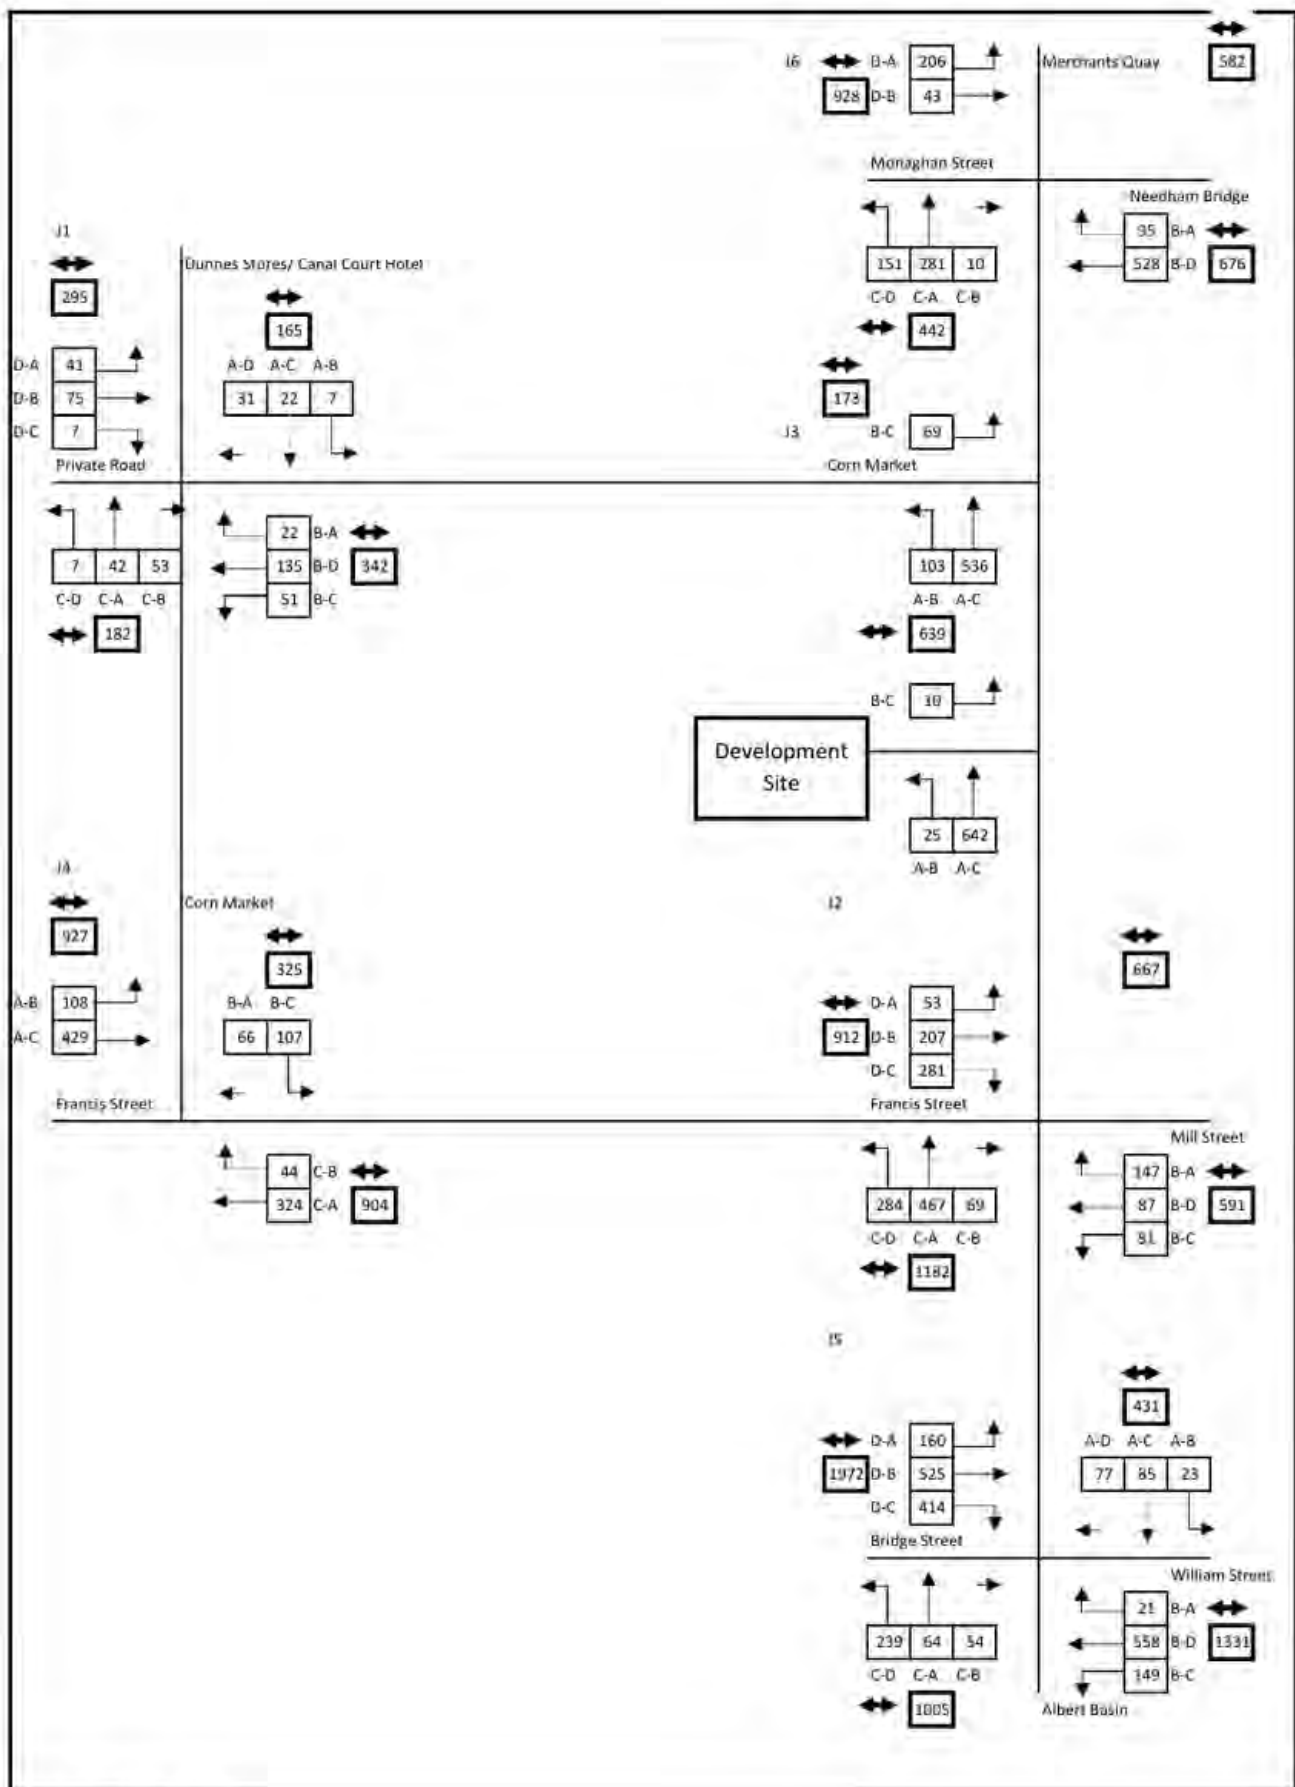 582
J6 B-A 206 Merchants Quay
928 D-B 43
Monaghan Street
Needham Bridge
J1
95 B-A
Dunnes Stores/ Canal Court Hotel 151 281 10 528 B-D 676
295 C-D C-A C-B
165 442
D-A 41 A-D A-C A-B 173
D-B 75 31 22 7
D-C 7 J3 B-C 69
Private Road Corn Market
22 B-A
7 42 53 135 B-D 342 103 536
C-D C-A C-B 51 B-C A-B A-C
182 639
B-C
Development
Site
25 642
A-B A-C
J4
Corn Market J2
927
325 667
A-B 108 B-A B-C D-A 53
A-C 429 66 107 912 D-B 207
D-C 281
Francis Street Francis Street
Mill Street
44 C-B 147 B-A
324 C-A 904 284 467 69 87 B-D 591
C-D C-A C-B B-C
1182
J5
431
D-A 160 A-D A-C A-B
1972 D-B 525 77 85 23
D-C 414
Bridge Street
William Street
21 B-A
239 64 54 558 B-D 1331
C-D C-A C-B 149 B-C
1005 Albert Basin